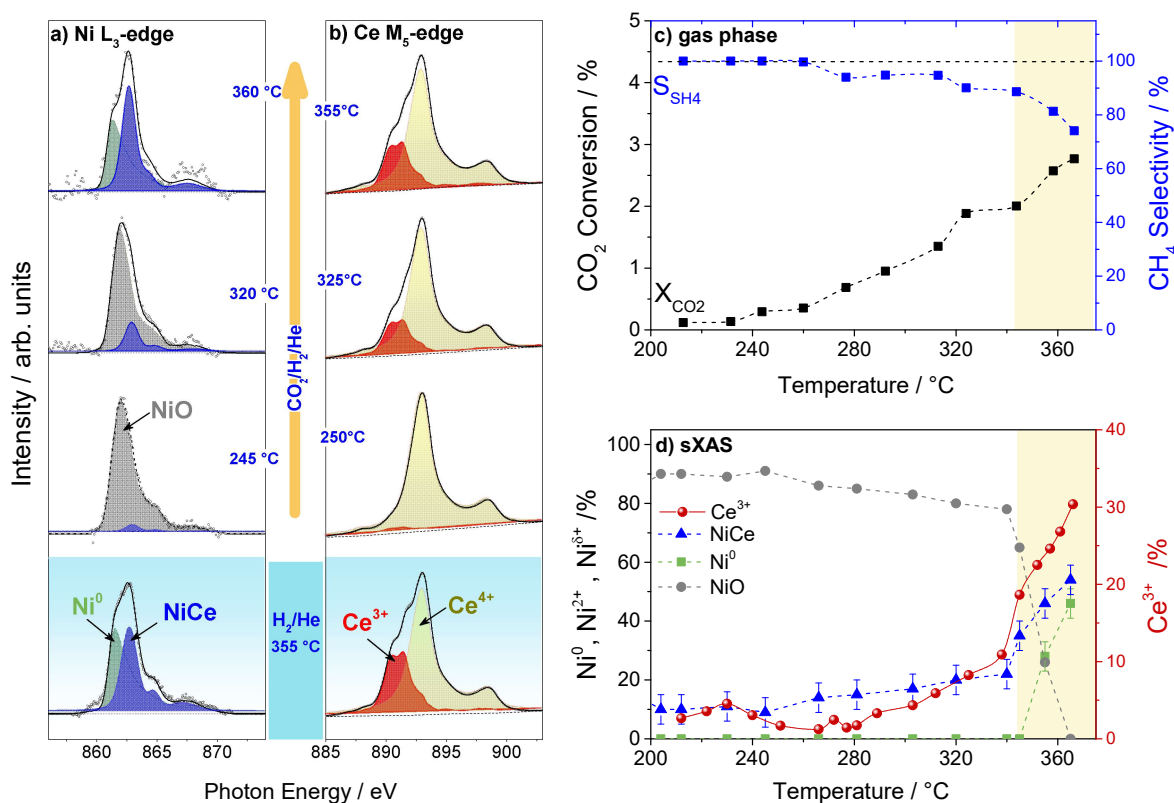 a) Ni L3-edge
360 °C
320 °C
NiO
245 °C
Ni0
NiCe
860
865
870
Intensity / arb. units
CO2/H2/He
H2/He
355 °C
b) Ce M5-edge
355°C
325°C
250°C
Ce3+
Ce4+
885
890
895
900
Photon Energy / eV
c) gas phase
SSH4
XCO2
5
4
3
2
1
0
CO2 Conversion / %
100
80
60
40
20
0
CH4 Selectivity / %
200
240
280
320
360
Temperature / °C
d) sXAS
Ce3+
NiCe
Ni0
NiO
100
80
60
40
20
0
Ni0, Ni2+, Niδ+ /%
40
30
20
10
0
Ce3+ /%
200
240
280
320
360
Temperature / °C